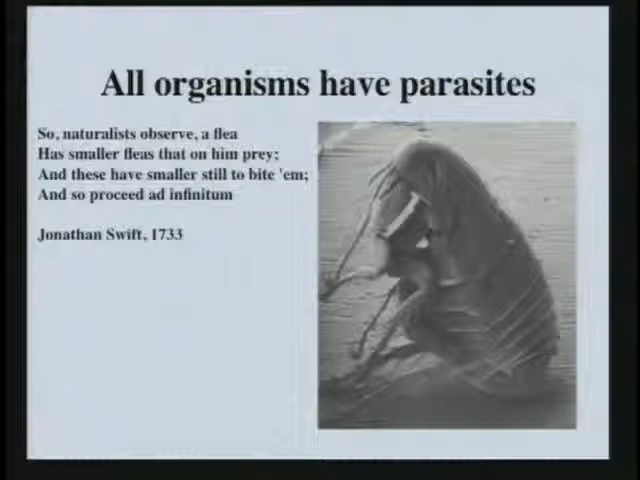 All organisms have parasites
So, naturalists observe, a flea
Has smaller fleas that on him prey;
And these have smaller still to bite 'em;
And so proceed ad infinitum
Jonathan Swift, 1733